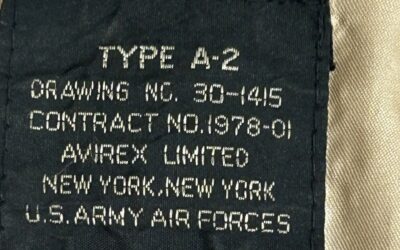 TYPE A-2
DRAWING NO. 30-1415
CONTRACT NO.1978-01
AVIREX LIMITED
NEW YORK,NEW YORK
U.S.ARMY AIR FORCES